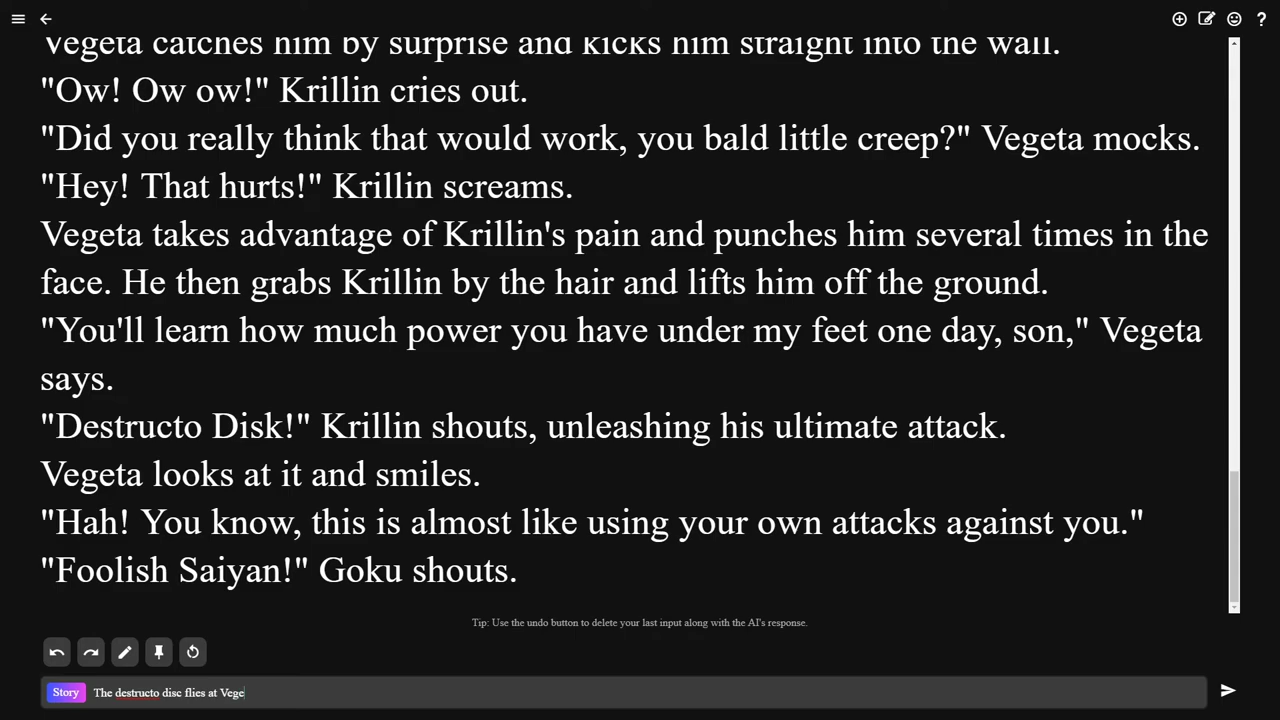 Vegeta catches him by surprise and kicks him straight into the wall.
"Ow! Ow ow!" Krillin cries out.
"Did you really think that would work, you bald little creep?" Vegeta mocks.
"Hey! That hurts!" Krillin screams.
Vegeta takes advantage of Krillin's pain and punches him several times in the
face. He then grabs Krillin by the hair and lifts him off the ground.
"You'll learn how much power you have under my feet one day, son," Vegeta
says.
"Destructo Disk!" Krillin shouts, unleashing his ultimate attack.
Vegeta looks at it and smiles.
"Hah! You know, this is almost like using your own attacks against you."
"Foolish Saiyan!" Goku shouts.
Tip: Use the undo button to delete your last input along with the AI's response.
Story The destructo disc flies at Vege